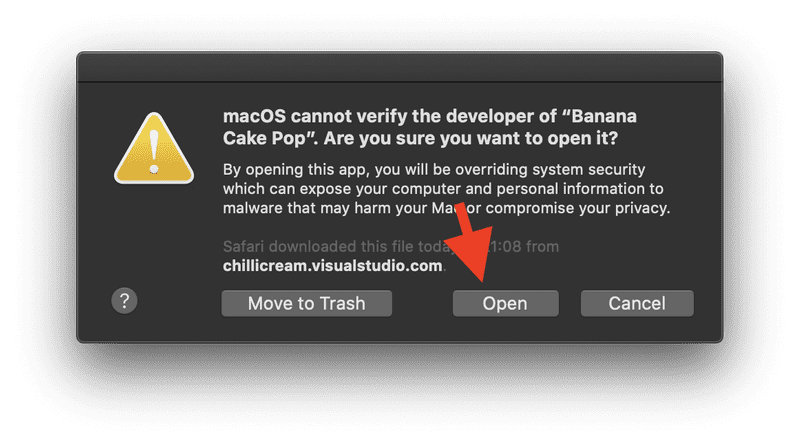 macOS cannot verify the developer of “Banana
Cake Pop”. Are you sure you want to open it?
By opening this app, you will be overriding system security
which can expose your computer and personal information to
malware that may harm your Mac or compromise your privacy.
Safari downloaded this file today 1:08 from
chillicream.visualstudio.com.
?
Move to Trash
Open
Cancel